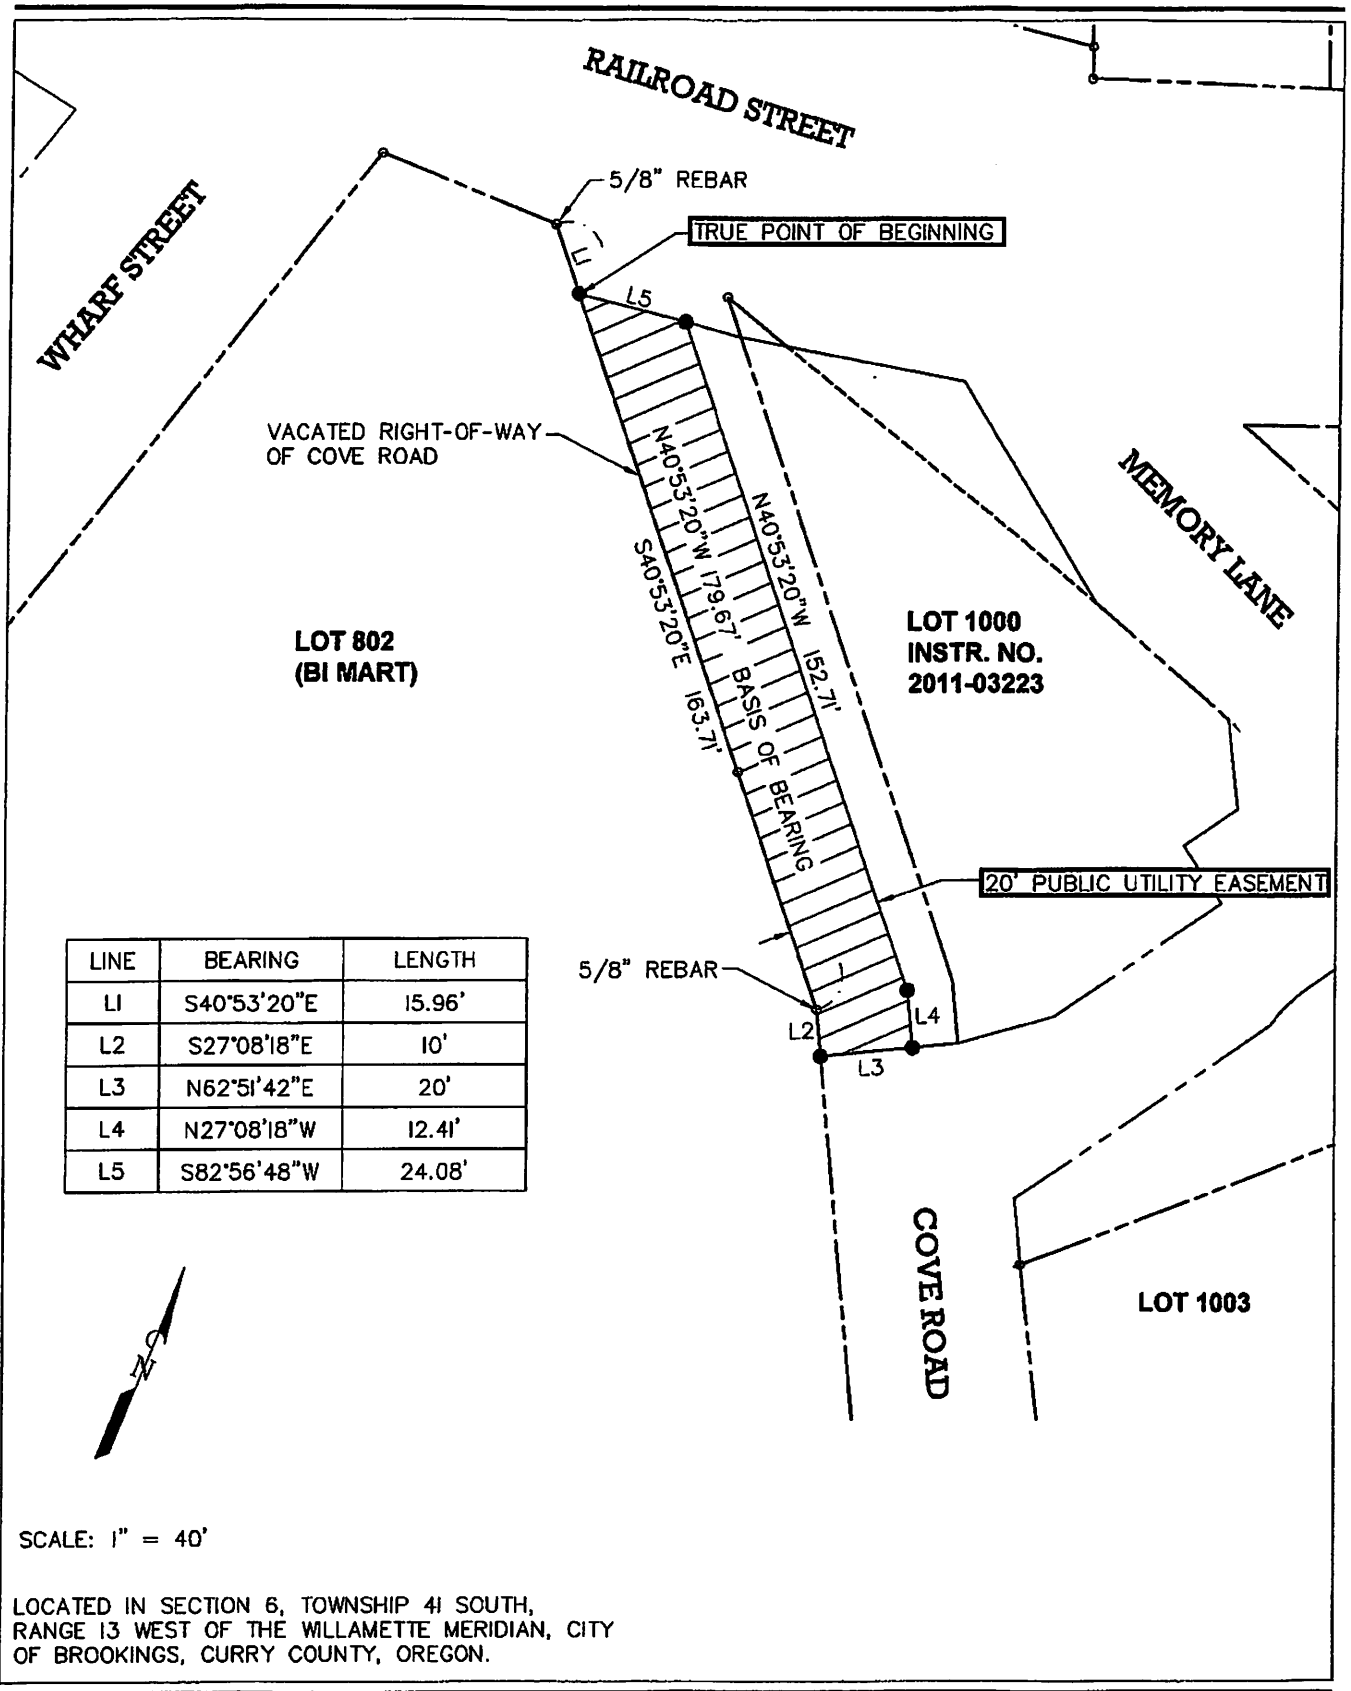 RAILROAD STREET
5/8" REBAR
TRUE POINT OF BEGINNING
WHARF STREET
L1
L5
VACATED RIGHT-OF-WAY
OF COVE ROAD
N40°53'20"W 179.67' BASIS OF BEARING
S40°53'20"E 163.71'
N40°53'20"W 152.71'
MEMORY LANE
LOT 802
(BI MART)
LOT 1000
INSTR. NO.
2011-03223
20' PUBLIC UTILITY EASEMENT
5/8" REBAR
L2
L4
L3
LINE BEARING LENGTH
L1 S40°53'20"E 15.96'
L2 S27°08'18"E 10'
L3 N62°51'42"E 20'
L4 N27°08'18"W 12.41'
L5 S82°56'48"W 24.08'
COVE ROAD
LOT 1003
N
SCALE: 1" = 40'
LOCATED IN SECTION 6, TOWNSHIP 41 SOUTH,
RANGE 13 WEST OF THE WILLAMETTE MERIDIAN, CITY
OF BROOKINGS, CURRY COUNTY, OREGON.